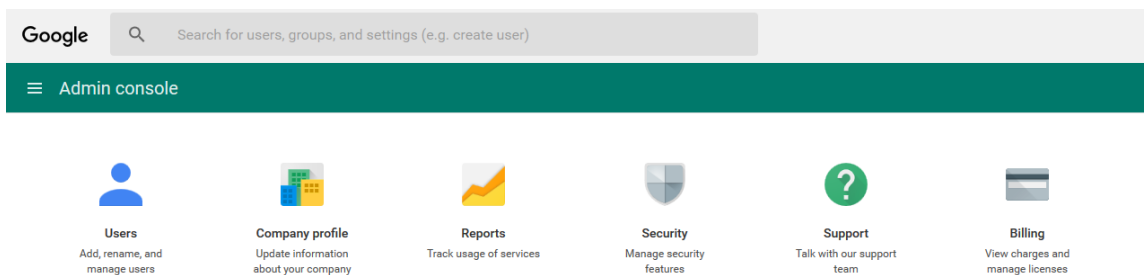 Google
Search for users, groups, and settings (e.g. create user)
Admin console
Users
Add, rename, and
manage users
Company profile
Update information
about your company
Reports
Track usage of services
Security
Manage security
features
Support
Talk with our support
team
Billing
View charges and
manage licenses